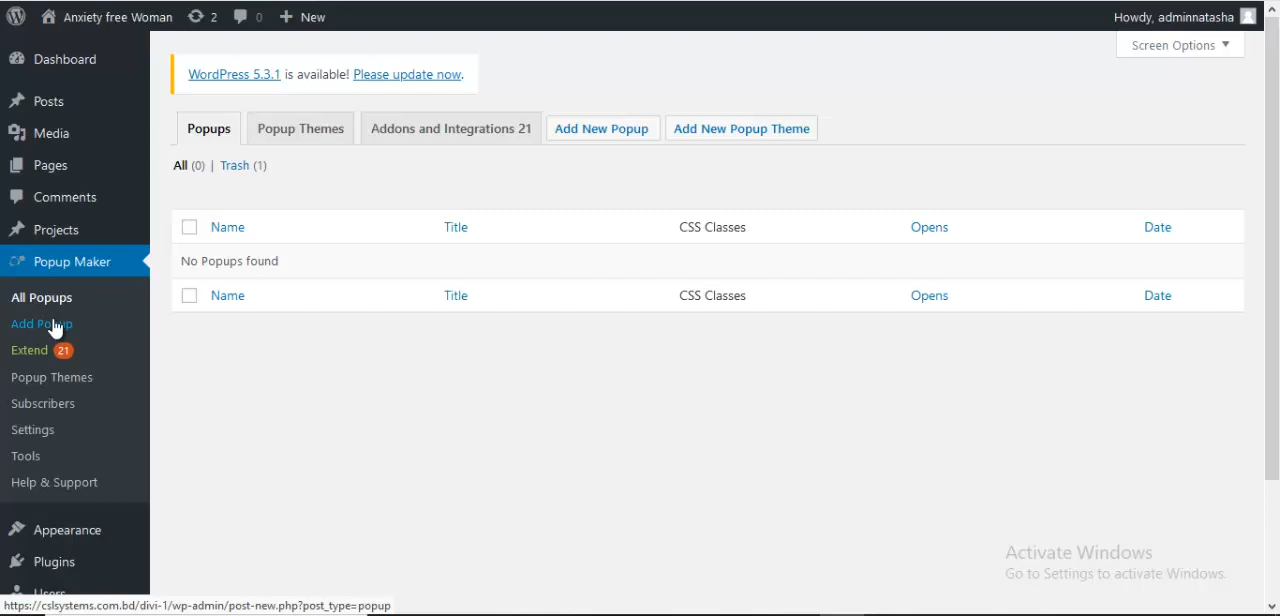 Anxiety free Woman 2 0 New Howdy, adminnatasha
Screen Options
Dashboard
Posts
Media
Pages
Comments
Projects
Popup Maker
All Popups
Add Popup
Extend 21
Popup Themes
Subscribers
Settings
Tools
Help & Support
Appearance
Plugins
Users
WordPress 5.3.1 is available! Please update now.
Popups Popup Themes Addons and Integrations 21 Add New Popup Add New Popup Theme
All (0) | Trash (1)
Name Title CSS Classes Opens Date
No Popups found
Name Title CSS Classes Opens Date
Activate Windows
Go to Settings to activate Windows.
https://cslsystems.com.bd/divi-1/wp-admin/post-new.php?post_type=popup